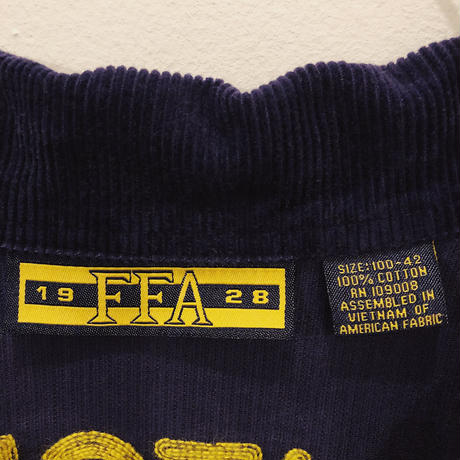 19 FFA 28
SIZE: 100-42
100% COTTON
RN 109008
ASSEMBLED IN
VIETNAM OF
AMERICAN FABRIC